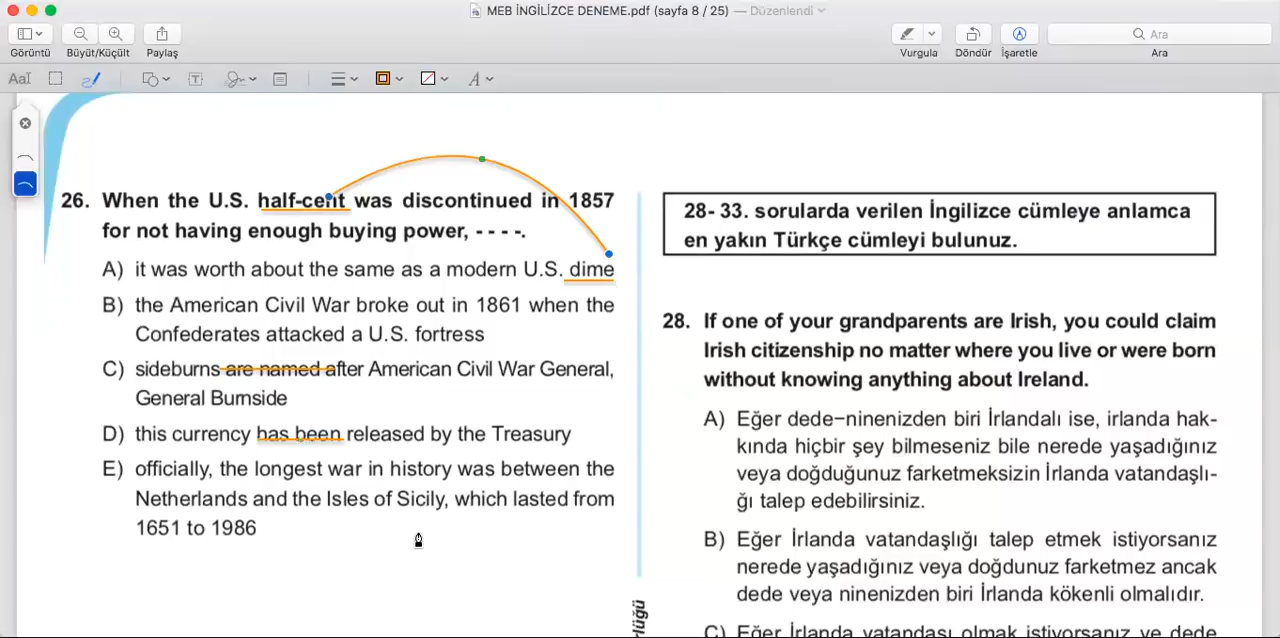 MEB İNGİLİZCE DENEME.pdf (sayfa 8 / 25) — Düzenlendi
Görüntü Büyüt/Küçült Paylaş Vurgula Döndür İşaretle Ara
Ara
AaI T A
26. When the U.S. half-cent was discontinued in 1857
for not having enough buying power, - - - -.
A) it was worth about the same as a modern U.S. dime
B) the American Civil War broke out in 1861 when the
Confederates attacked a U.S. fortress
C) sideburns are named after American Civil War General,
General Burnside
D) this currency has been released by the Treasury
E) officially, the longest war in history was between the
Netherlands and the Isles of Sicily, which lasted from
1651 to 1986
28- 33. sorularda verilen İngilizce cümleye anlamca
en yakın Türkçe cümleyi bulunuz.
28. If one of your grandparents are Irish, you could claim
Irish citizenship no matter where you live or were born
without knowing anything about Ireland.
A) Eğer dede–ninenizden biri İrlandalı ise, irlanda hak-
kında hiçbir şey bilmeseniz bile nerede yaşadığınız
veya doğduğunuz farketmeksizin İrlanda vatandaşlı-
ğı talep edebilirsiniz.
B) Eğer İrlanda vatandaşlığı talep etmek istiyorsanız
nerede yaşadığınız veya doğdunuz farketmez ancak
dede veya ninenizden biri İrlanda kökenli olmalıdır.
C) Eğer İrlanda vatandaşı olmak istiyorsanız ve dede
lüğü